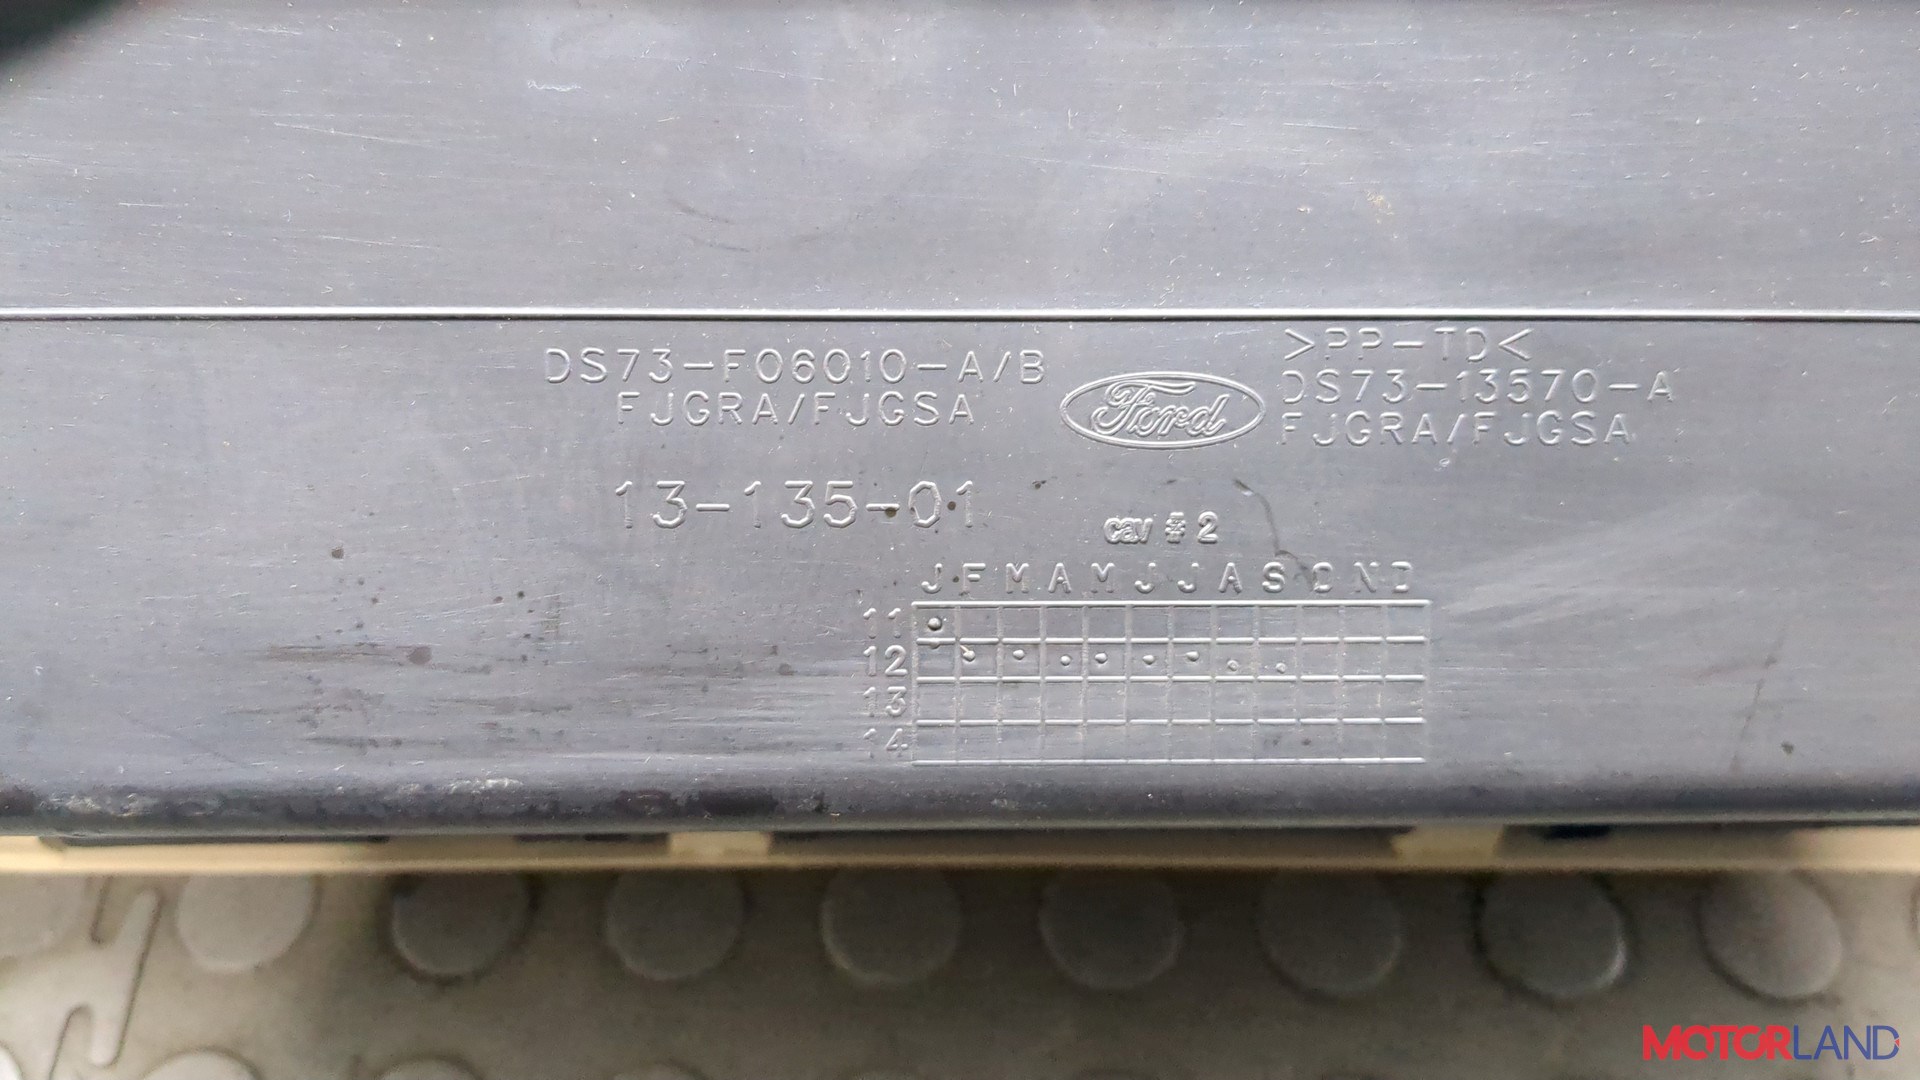 DS73-F06010-A/B
FJGRA/FJGSA
Ford
>PP-TD<
DS73-13570-A
FJGRA/FJGSA
13-135-01
cav # 2
J F M A M J J A S O N D
11
12
13
14
MOTORLAND